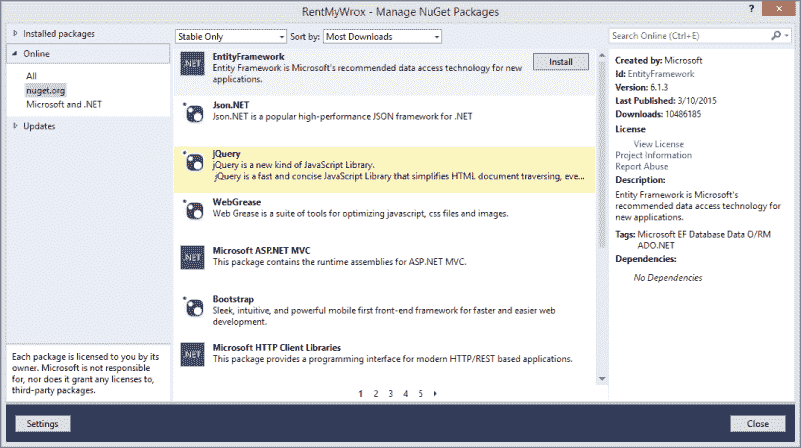 RentMyWrox - Manage NuGet Packages
?
Installed packages
Online
All
nuget.org
Microsoft and .NET
Updates
Each package is licensed to you by its
owner. Microsoft is not responsible
for, nor does it grant any licenses to,
third-party packages.
Stable Only
Sort by: Most Downloads
EntityFramework
Entity Framework is Microsoft's recommended data access technology for new
applications.
Install
Json.NET
Json.NET is a popular high-performance JSON framework for .NET
jQuery
jQuery is a new kind of JavaScript Library.
jQuery is a fast and concise JavaScript Library that simplifies HTML document traversing, eve...
WebGrease
Web Grease is a suite of tools for optimizing javascript, css files and images.
Microsoft ASP.NET MVC
This package contains the runtime assemblies for ASP.NET MVC.
Bootstrap
Sleek, intuitive, and powerful mobile first front-end framework for faster and easier web
development.
Microsoft HTTP Client Libraries
This package provides a programming interface for modern HTTP/REST based applications.
.NET
.NET
.NET
1 2 3 4 5
Search Online (Ctrl+E)
Created by: Microsoft
Id: EntityFramework
Version: 6.1.3
Last Published: 3/10/2015
Downloads: 10486185
License
View License
Project Information
Report Abuse
Description:
Entity Framework is Microsoft's
recommended data access technology for
new applications.
Tags: Microsoft EF Database Data O/RM
ADO.NET
Dependencies:
No Dependencies
Settings
Close